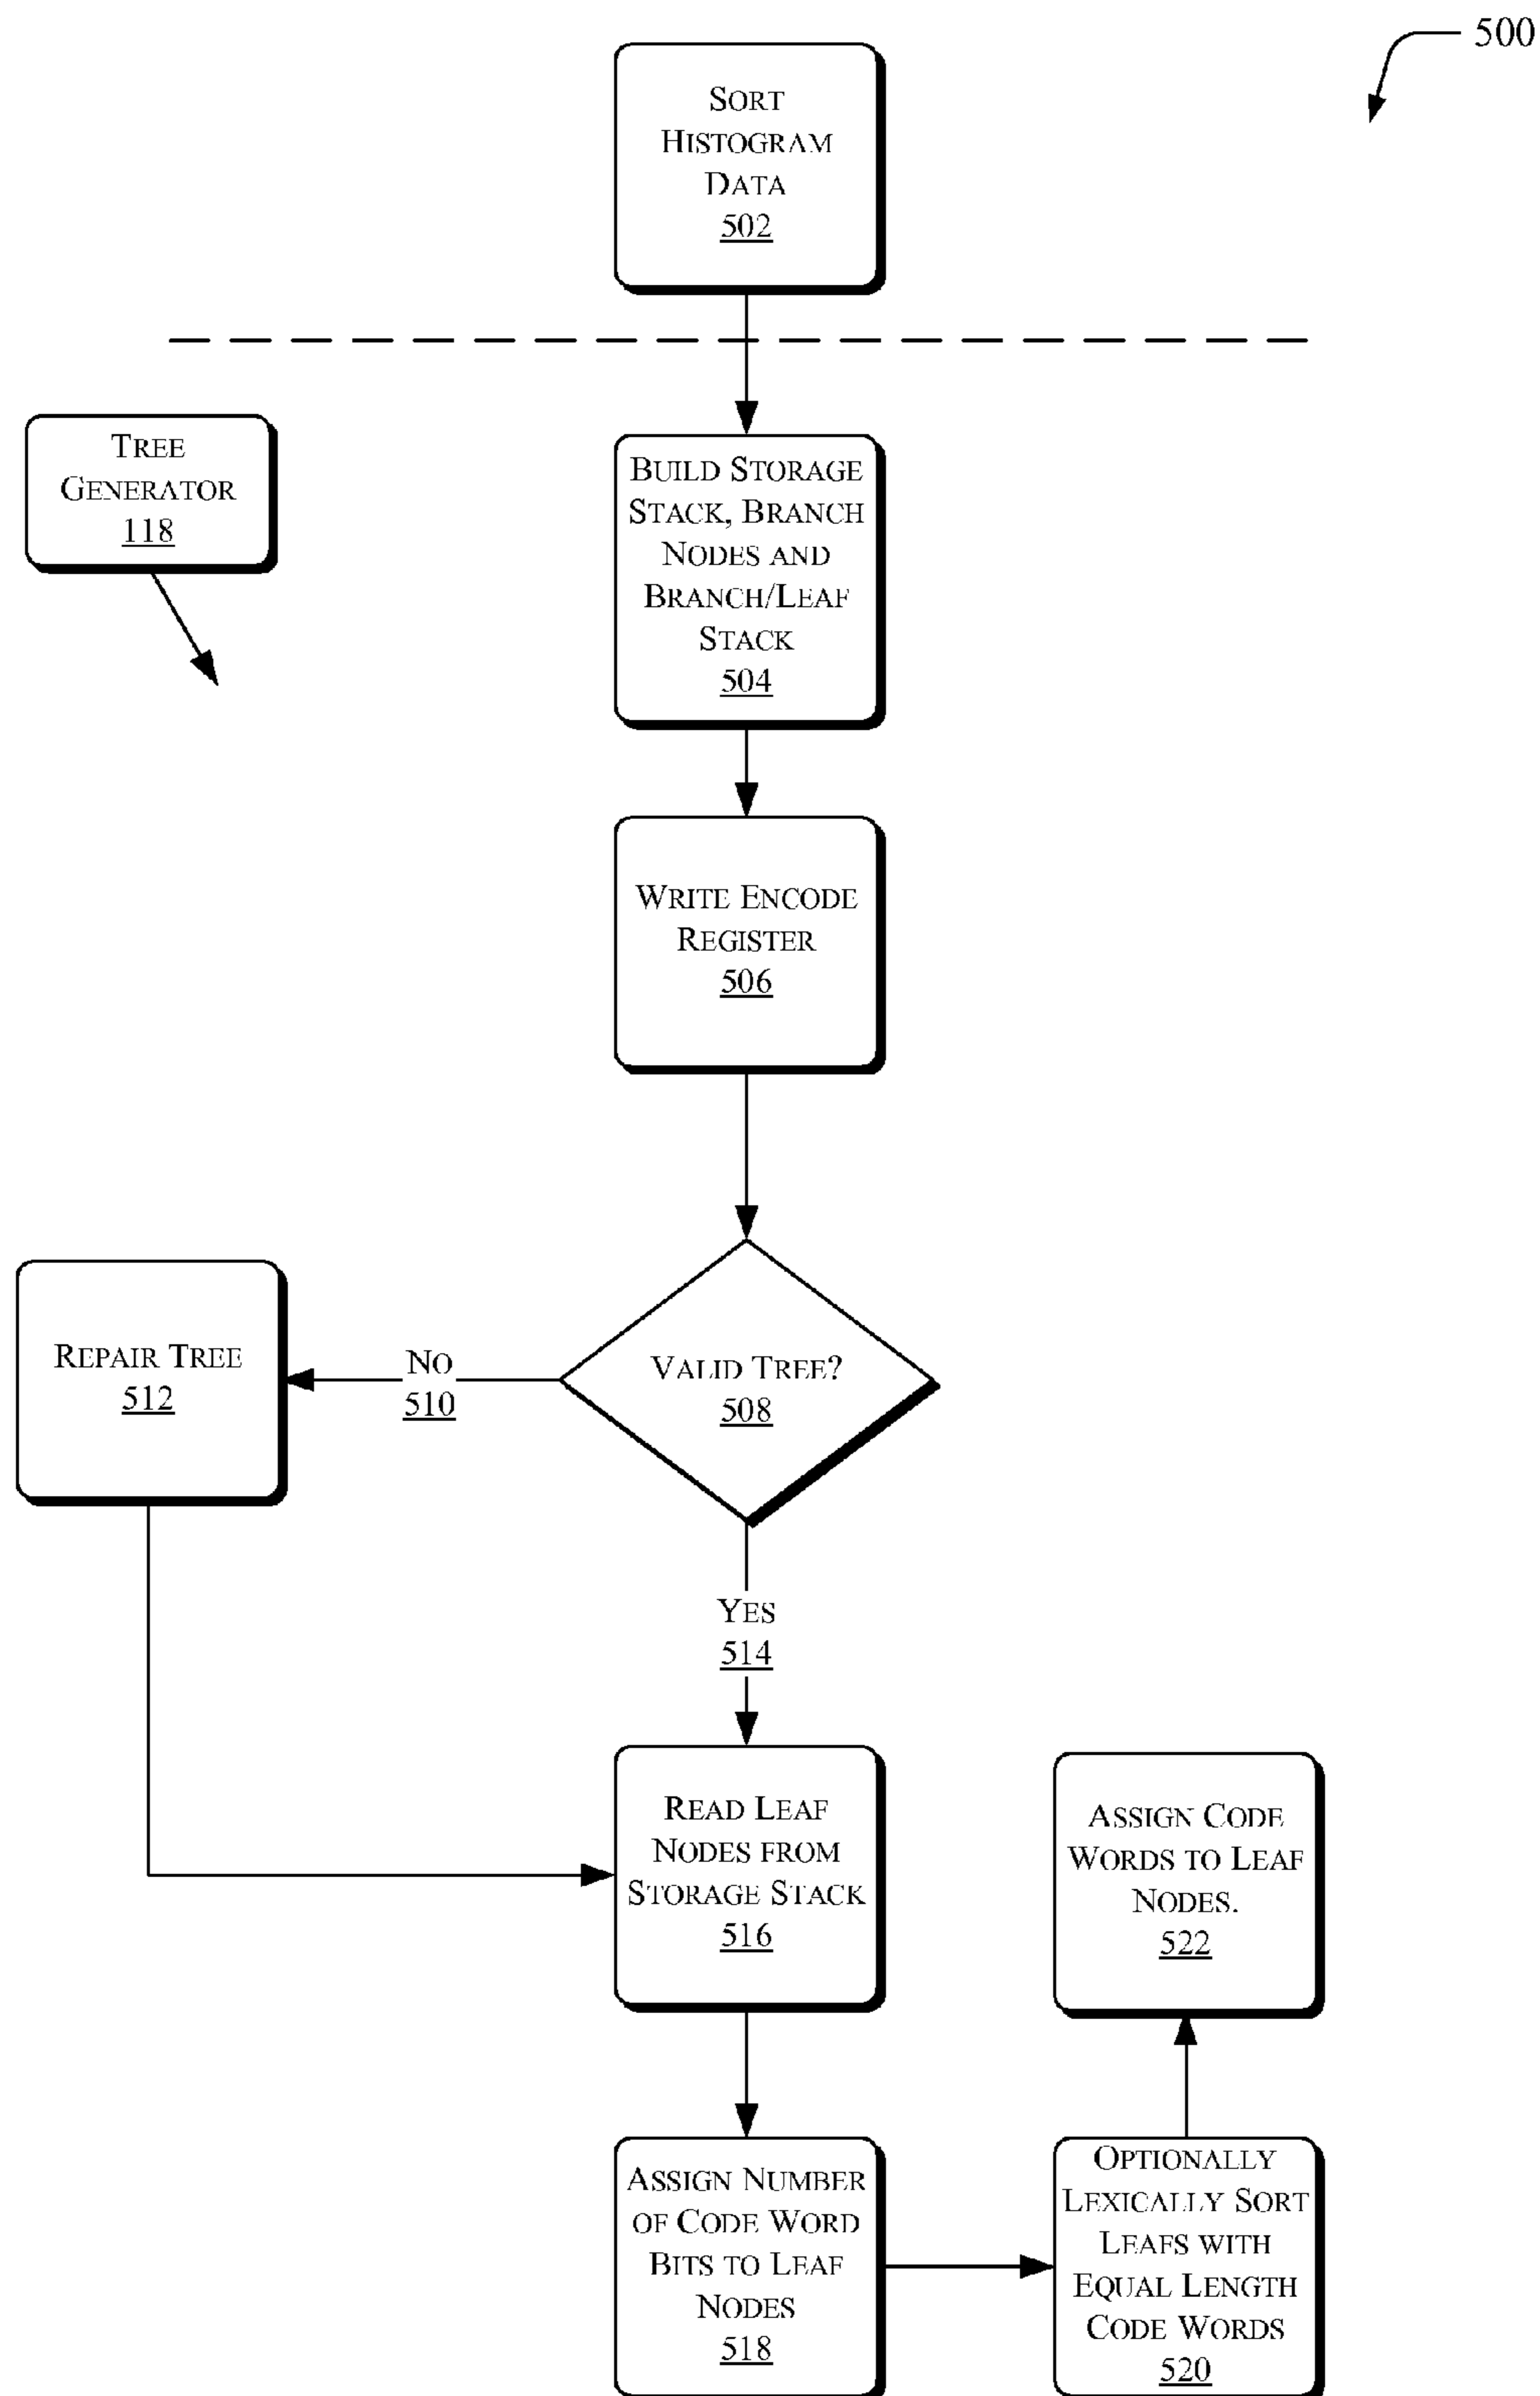 500
SORT
HISTOGRAM
DATA
502
TREE
GENERATOR
118
BUILD STORAGE
STACK, BRANCH
NODES AND
BRANCH/LEAF
STACK
504
WRITE ENCODE
REGISTER
506
VALID TREE?
508
NO
510
REPAIR TREE
512
YES
514
READ LEAF
NODES FROM
STORAGE STACK
516
ASSIGN NUMBER
OF CODE WORD
BITS TO LEAF
NODES
518
OPTIONALLY
LEXICALLY SORT
LEAFS WITH
EQUAL LENGTH
CODE WORDS
520
ASSIGN CODE
WORDS TO LEAF
NODES.
522